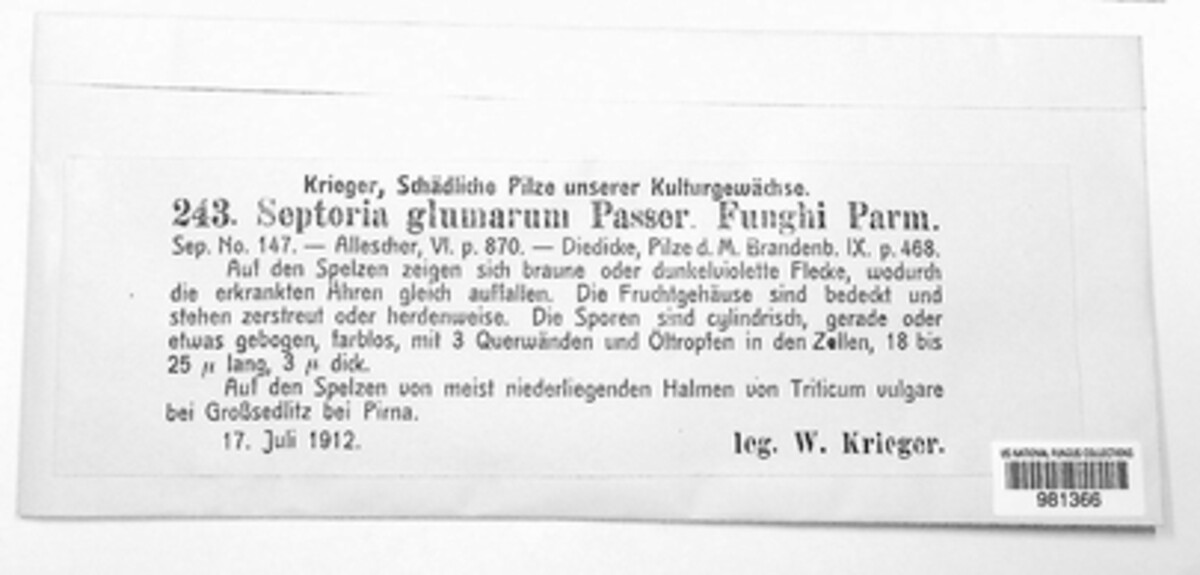 Krieger, Schädliche Pilze unserer Kulturgewächse.
243. Septoria glumarum Passer. Funghi Parm.
Sep. No. 147. — Allescher, VI. p. 870. — Diedicke, Pilze d. M. Brandenb. IX. p. 468.
Auf den Spelzen zeigen sich braune oder dunkelviolette Flecke, wodurch
die erkrankten Ähren gleich auffallen. Die Fruchtgehäuse sind bedeckt und
stehen zerstreut oder herdenweise. Die Sporen sind cylindrisch, gerade oder
etwas gebogen, farblos, mit 3 Querwänden und Öltropfen in den Zellen, 18 bis
25 µ lang, 3 µ dick.
Auf den Spelzen von meist niederliegenden Halmen von Triticum vulgare
bei Großsedlitz bei Pirna.
17. Juli 1912.
leg. W. Krieger.
US NATIONAL FUNGUS COLLECTIONS
981366